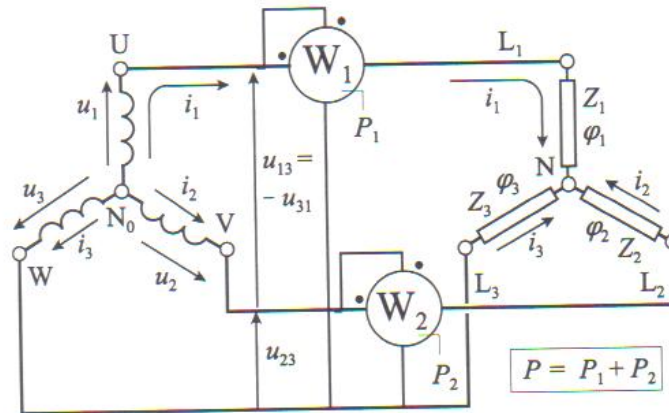 U
W₁
L₁
u₁
i₁
P₁
i₁
Z₁
φ₁
u₁₃ =
– u₃₁
N
u₃
i₂
φ₃
i₂
N₀
V
Z₃
φ₂
i₃
i₃
Z₂
W
u₂
L₃
L₂
W₂
u₂₃
P₂
P = P₁ + P₂